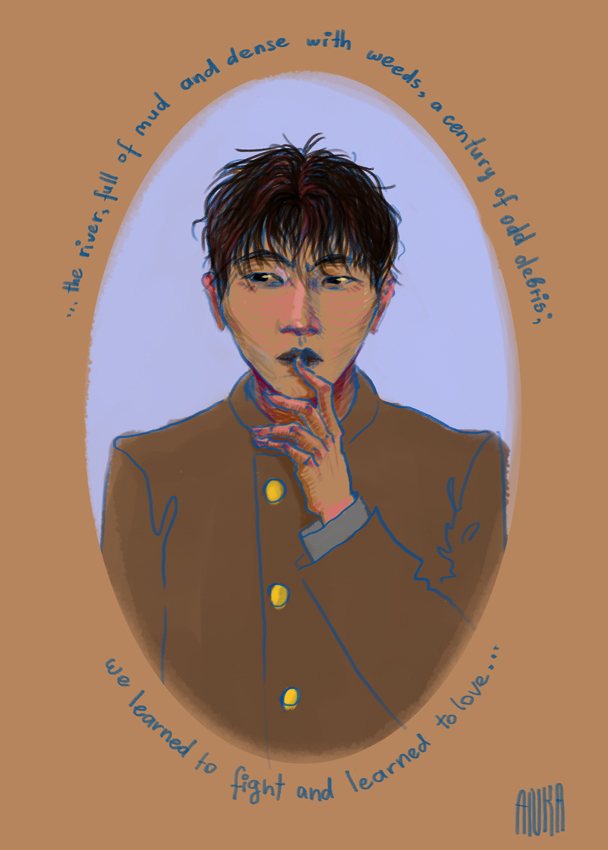 ... the river, full of mud and dense with weeds, a century of odd debris;
we learned to fight and learned to love...
ANKA